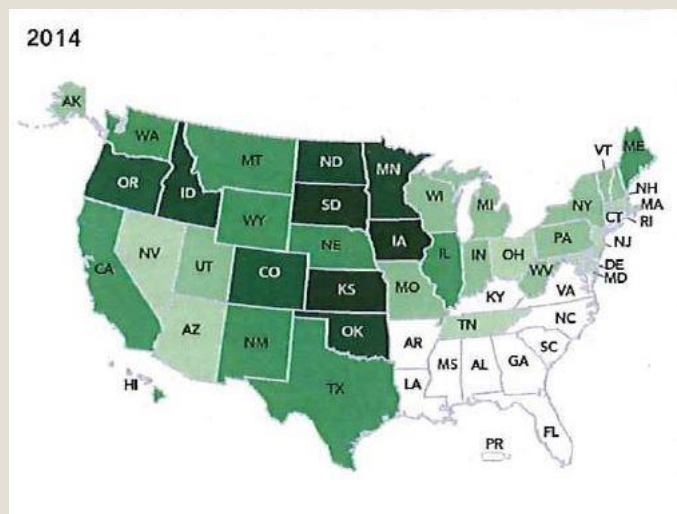 2014
AK
WA
MT
ND
MN
VT
ME
OR
ID
SD
WI
MI
NY
NH
MA
WY
CT
RI
IA
PA
NJ
NE
IL
IN
OH
NV
UT
CA
CO
WV
DE
MD
KS
MO
KY
VA
NC
TN
AZ
NM
OK
AR
SC
MS
AL
GA
HI
TX
LA
FL
PR